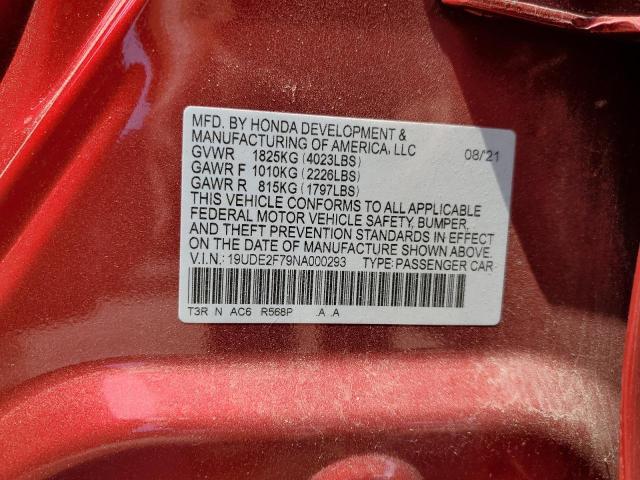 MFD. BY HONDA DEVELOPMENT &
MANUFACTURING OF AMERICA, LLC 08/21
GVWR 1825KG (4023LBS)
GAWR F 1010KG (2226LBS)
GAWR R 815KG (1797LBS)
THIS VEHICLE CONFORMS TO ALL APPLICABLE
FEDERAL MOTOR VEHICLE SAFETY, BUMPER,
AND THEFT PREVENTION STANDARDS IN EFFECT
ON THE DATE OF MANUFACTURE SHOWN ABOVE.
V.I.N.: 19UDE2F79NA000293 TYPE:PASSENGER CAR
T3R N AC6 R568P .A .A